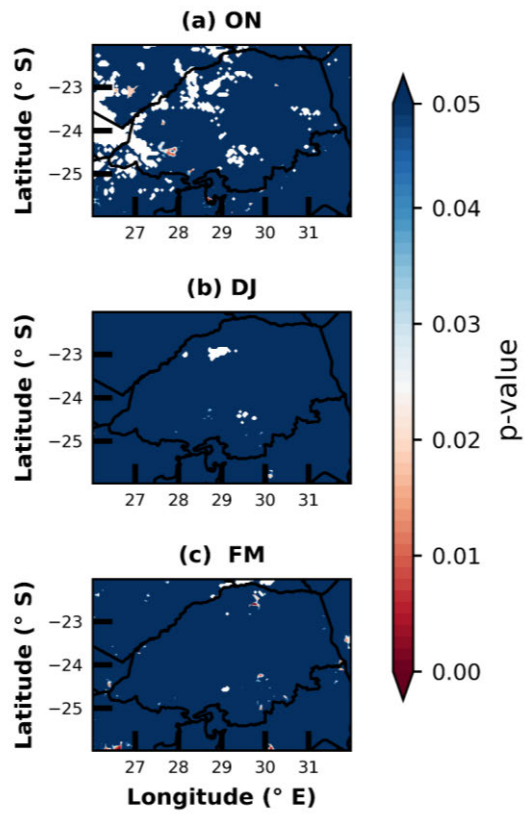 (a) ON
Latitude (° S)
−23
−24
−25
27 28 29 30 31
(b) DJ
Latitude (° S)
−23
−24
−25
27 28 29 30 31
(c) FM
Latitude (° S)
−23
−24
−25
27 28 29 30 31
Longitude (° E)
0.05
0.04
0.03
0.02
0.01
0.00
p-value